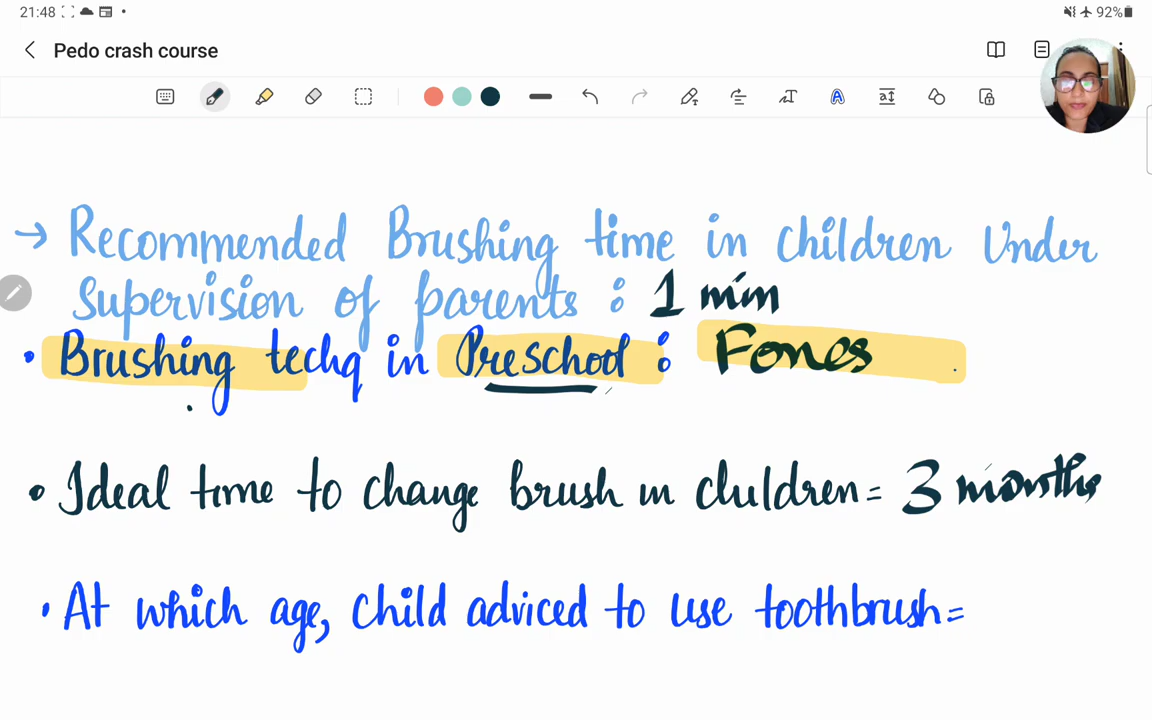 21:48
92%
Pedo crash course
→ Recommended Brushing time in children Under
Supervision of parents : 1 min
• Brushing techq in Preschool : Fones
• Ideal time to change brush in children = 3 months
• At which age, child adviced to use toothbrush=